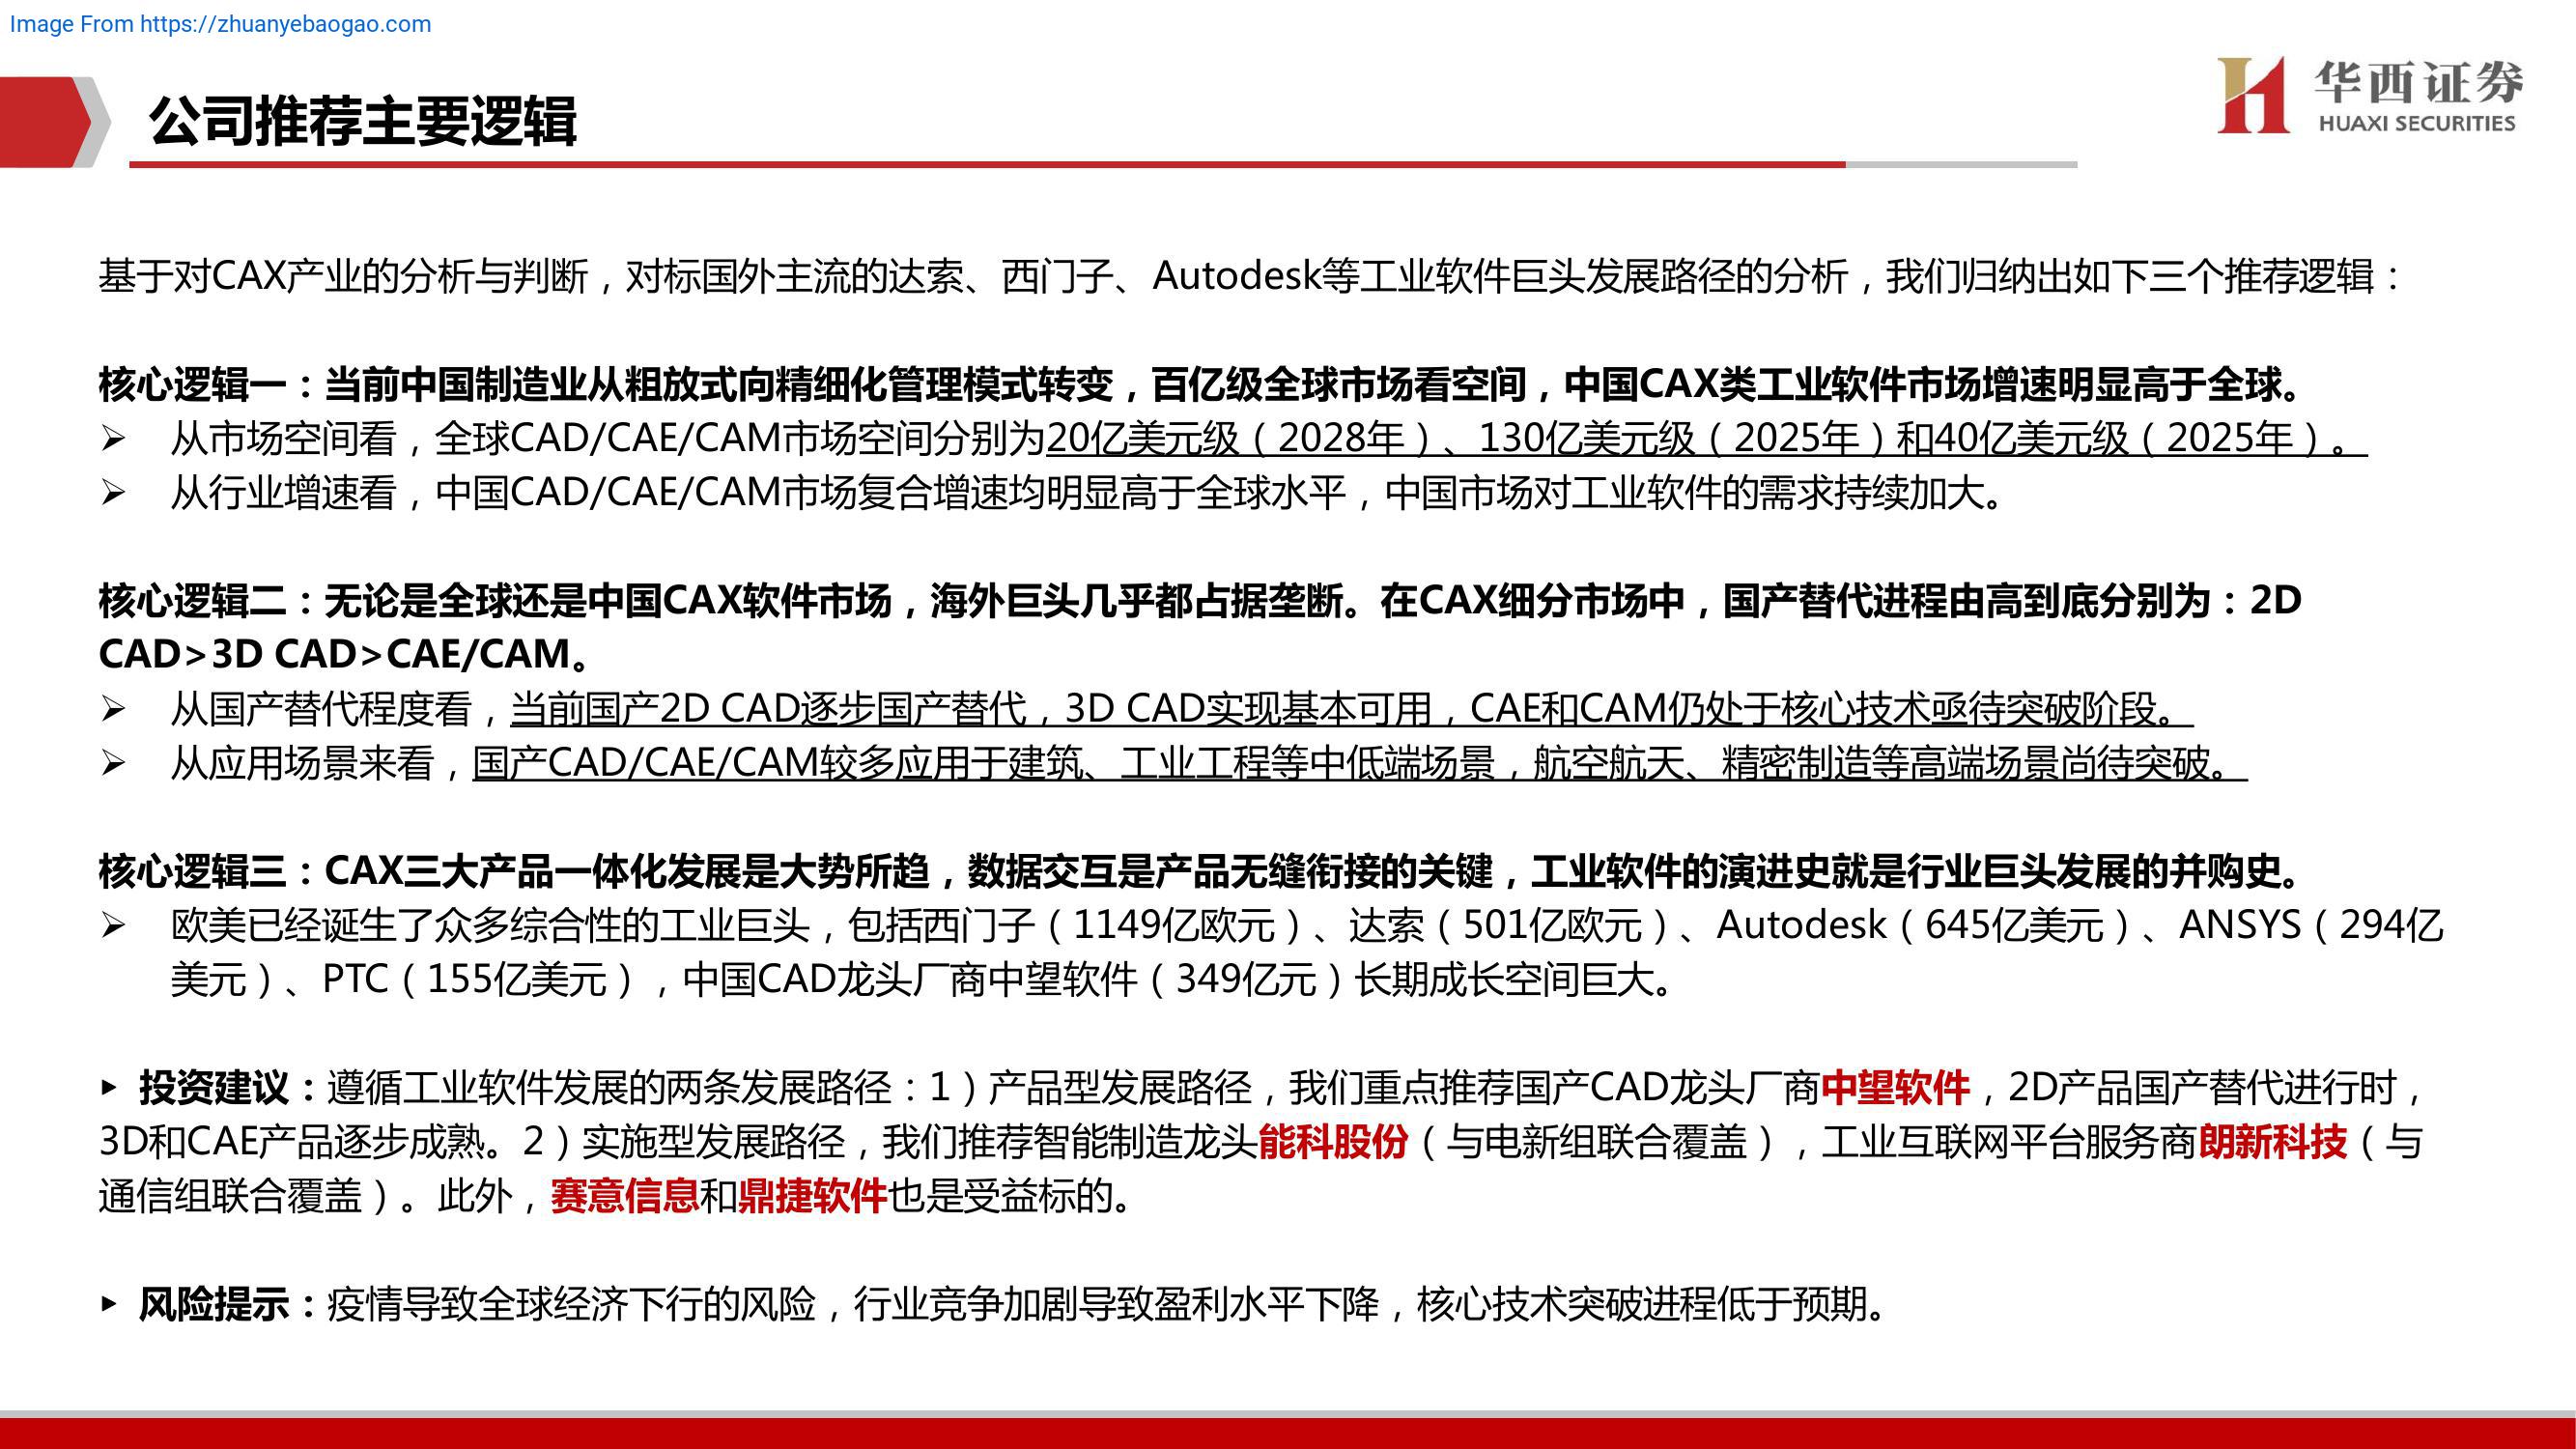 Image From https://zhuanyebaogao.com
公司推荐主要逻辑
华西证券
HUAXI SECURITIES
基于对CAX产业的分析与判断，对标国外主流的达索、西门子、Autodesk等工业软件巨头发展路径的分析，我们归纳出如下三个推荐逻辑：
核心逻辑一：当前中国制造业从粗放式向精细化管理模式转变，百亿级全球市场看空间，中国CAX类工业软件市场增速明显高于全球。
➢ 从市场空间看，全球CAD/CAE/CAM市场空间分别为20亿美元级（2028年）、130亿美元级（2025年）和40亿美元级（2025年）。
➢ 从行业增速看，中国CAD/CAE/CAM市场复合增速均明显高于全球水平，中国市场对工业软件的需求持续加大。
核心逻辑二：无论是全球还是中国CAX软件市场，海外巨头几乎都占据垄断。在CAX细分市场中，国产替代进程由高到底分别为：2D
CAD>3D CAD>CAE/CAM。
➢ 从国产替代程度看，当前国产2D CAD逐步国产替代，3D CAD实现基本可用，CAE和CAM仍处于核心技术亟待突破阶段。
➢ 从应用场景来看，国产CAD/CAE/CAM较多应用于建筑、工业工程等中低端场景，航空航天、精密制造等高端场景尚待突破。
核心逻辑三：CAX三大产品一体化发展是大势所趋，数据交互是产品无缝衔接的关键，工业软件的演进史就是行业巨头发展的并购史。
➢ 欧美已经诞生了众多综合性的工业巨头，包括西门子（1149亿欧元）、达索（501亿欧元）、Autodesk（645亿美元）、ANSYS（294亿
美元）、PTC（155亿美元），中国CAD龙头厂商中望软件（349亿元）长期成长空间巨大。
▸ 投资建议：遵循工业软件发展的两条发展路径：1）产品型发展路径，我们重点推荐国产CAD龙头厂商中望软件，2D产品国产替代进行时，
3D和CAE产品逐步成熟。2）实施型发展路径，我们推荐智能制造龙头能科股份（与电新组联合覆盖），工业互联网平台服务商朗新科技（与
通信组联合覆盖）。此外，赛意信息和鼎捷软件也是受益标的。
▸ 风险提示：疫情导致全球经济下行的风险，行业竞争加剧导致盈利水平下降，核心技术突破进程低于预期。